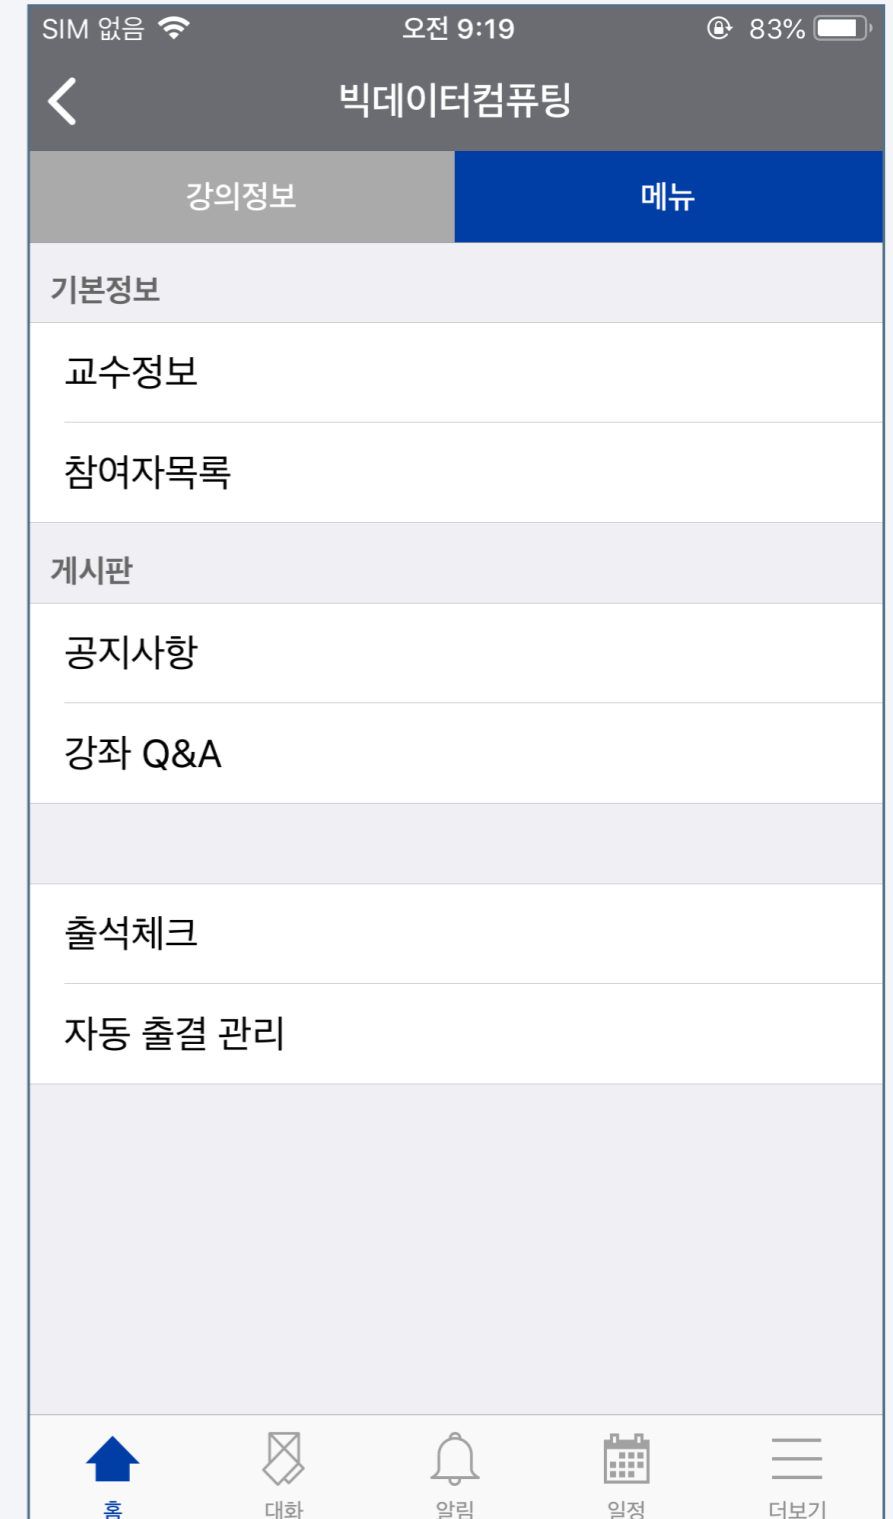 SIM 없음 오전 9:19 83%
빅데이터컴퓨팅
강의정보 메뉴
기본정보
교수정보
참여자목록
게시판
공지사항
강좌 Q&A
출석체크
자동 출결 관리
홈 대화 알림 일정 더보기